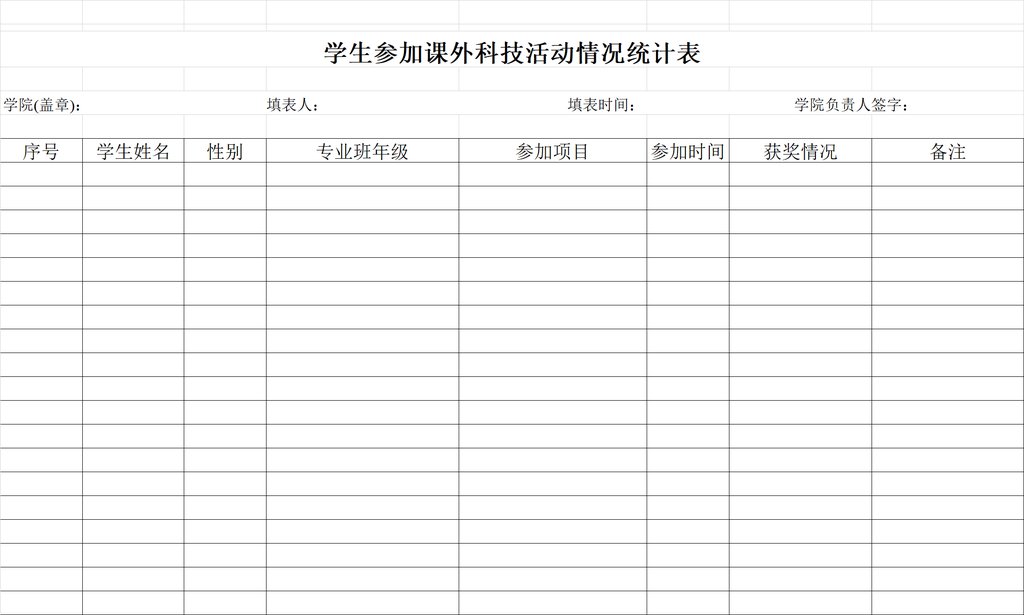 学生参加课外科技活动情况统计表
学院(盖章): 填表人: 填表时间: 学院负责人签字:
序号 学生姓名 性别 专业班年级 参加项目 参加时间 获奖情况 备注